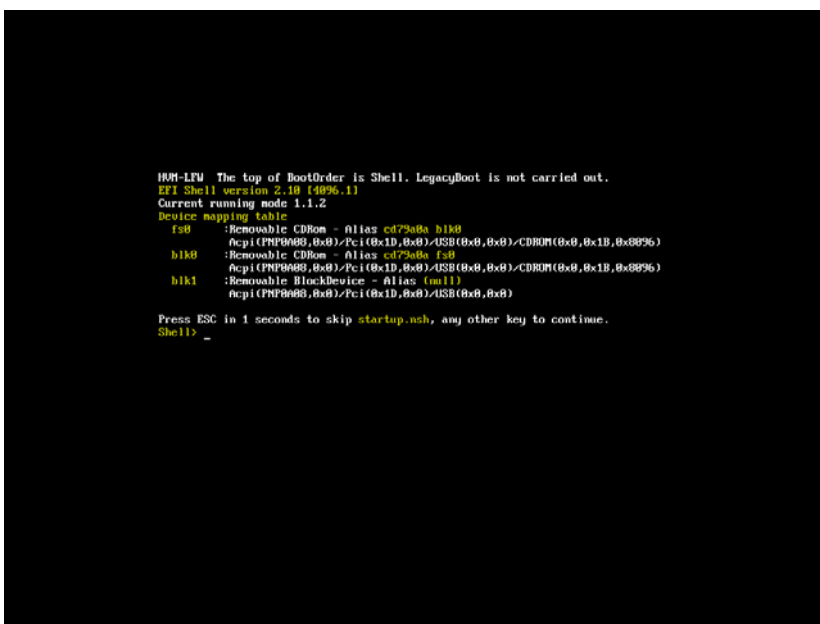 HVM-LFW  The top of BootOrder is Shell. LegacyBoot is not carried out.
EFI Shell version 2.10 [4096.1]
Current running mode 1.1.2
Device mapping table
fs0 :Removable CDRom - Alias cd79a0a blk0
Acpi(PNP0A08,0x0)/Pci(0x1D,0x0)/USB(0x0,0x0)/CDROM(0x0,0x1B,0x8096)
blk0 :Removable CDRom - Alias cd79a0a fs0
Acpi(PNP0A08,0x0)/Pci(0x1D,0x0)/USB(0x0,0x0)/CDROM(0x0,0x1B,0x8096)
blk1 :Removable BlockDevice - Alias (null)
Acpi(PNP0A08,0x0)/Pci(0x1D,0x0)/USB(0x0,0x0)
Press ESC in 1 seconds to skip startup.nsh, any other key to continue.
Shell> _